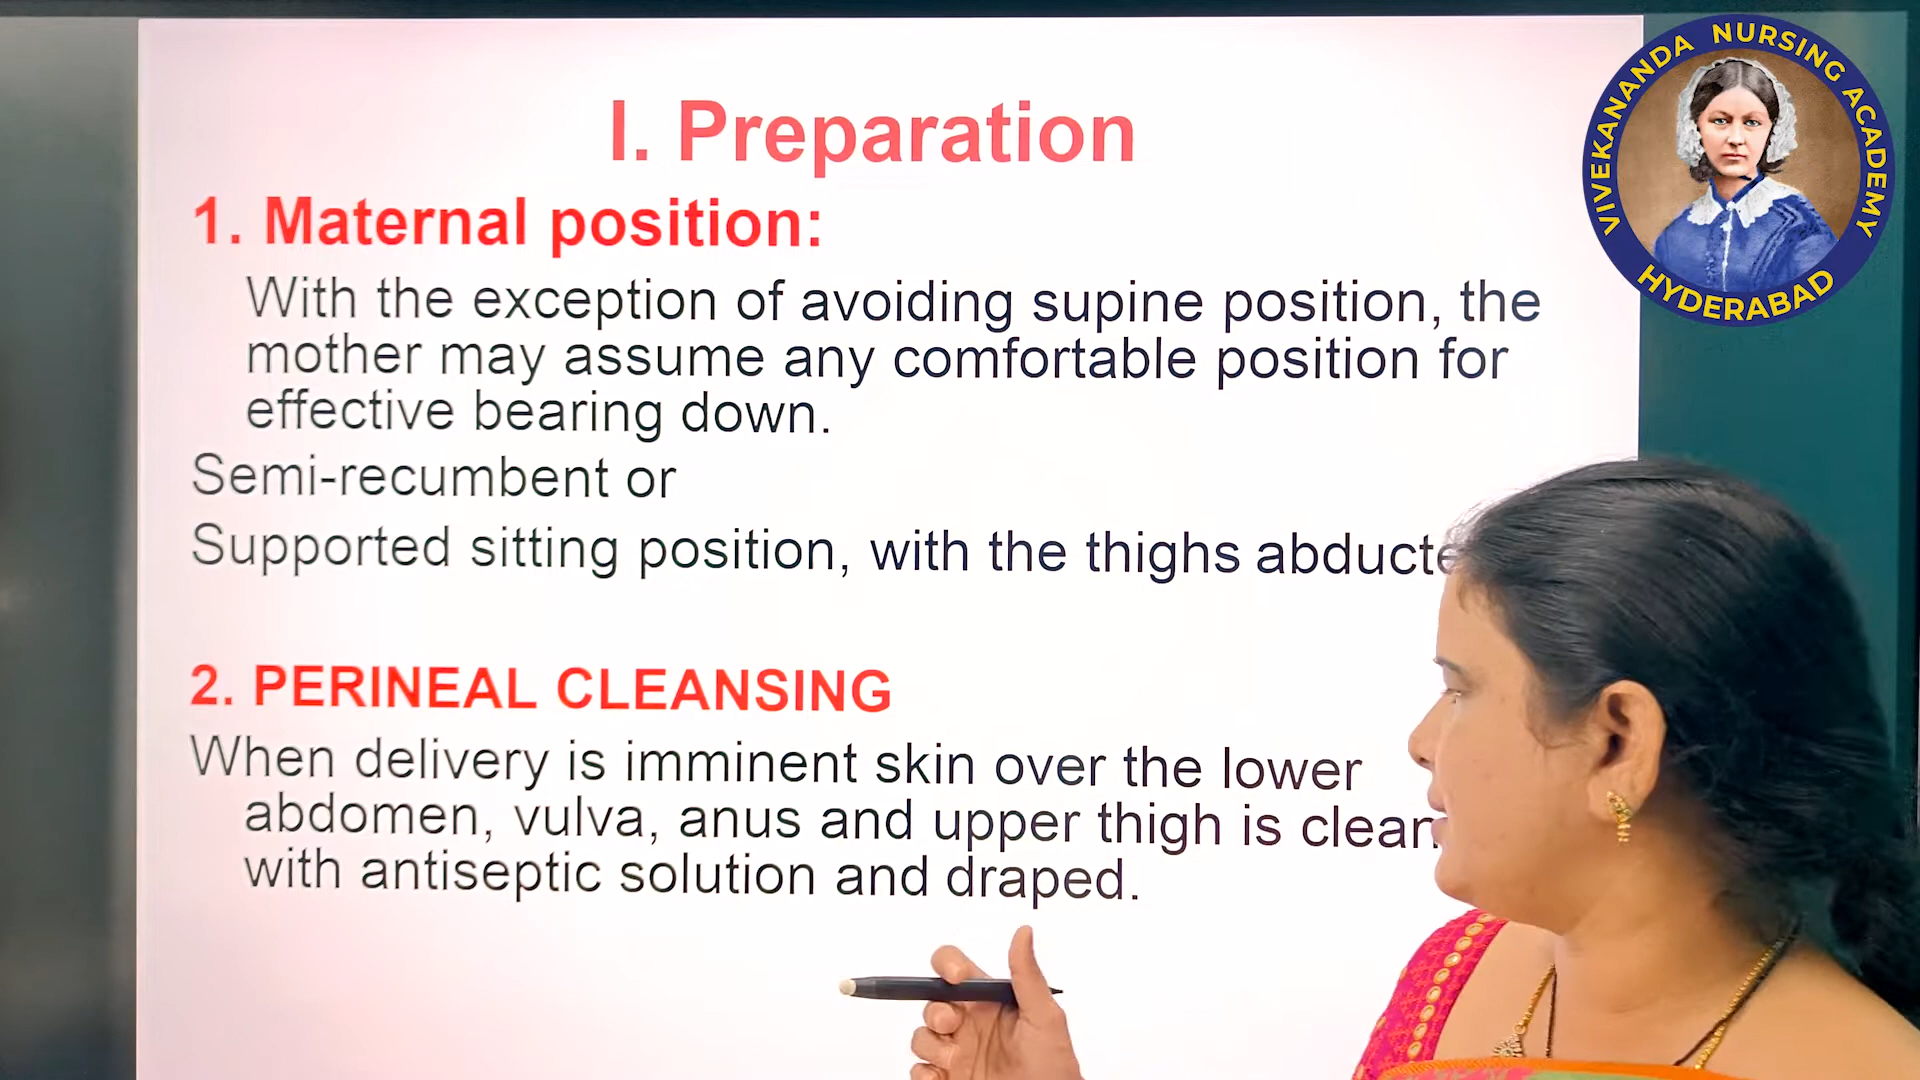 I. Preparation
1. Maternal position:
With the exception of avoiding supine position, the
mother may assume any comfortable position for
effective bearing down.
Semi-recumbent or
Supported sitting position, with the thighs
2. PERINEAL CLEANSING
When delivery is imminent skin over the lower
abdomen, vulva, anus and upper thigh is
with antiseptic solution and draped.
VIVEKANANDA NURSING ACADEMY
HYDERABAD